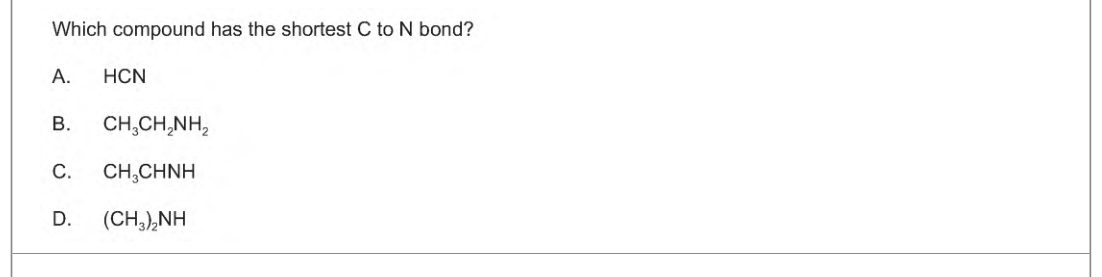 Which compound has the shortest C to N bond?
A. HCN
B. CH₃CH₂NH₂
C. CH₃CHNH
D. (CH₃)₂NH